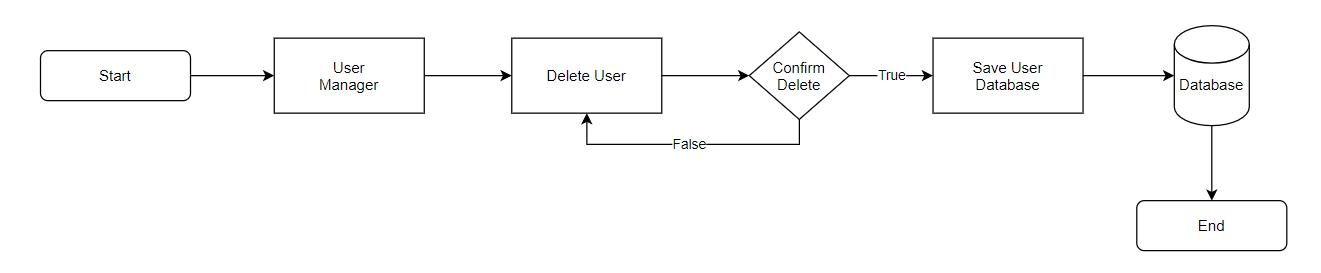 Start
User
Manager
Delete User
Confirm
Delete
True
Save User
Database
Database
False
End